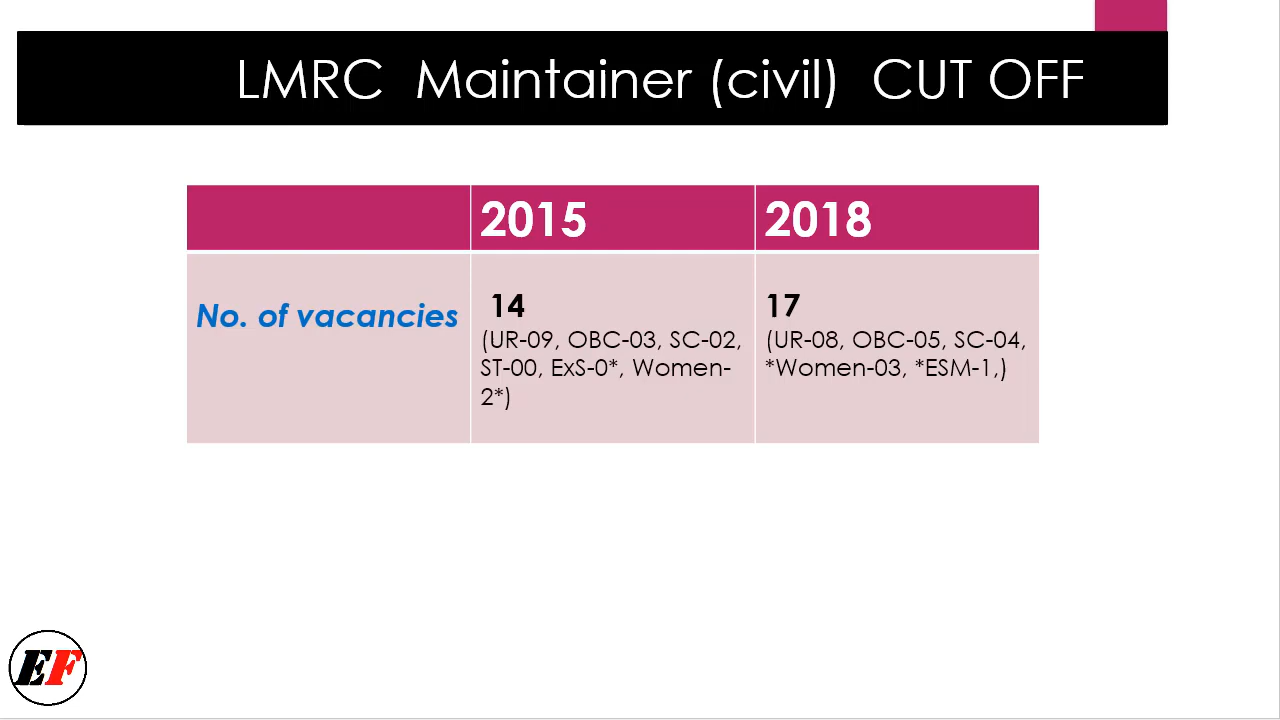 LMRC Maintainer (civil) CUT OFF
2015 2018
No. of vacancies
14
(UR-09, OBC-03, SC-02,
ST-00, ExS-0*, Women-
2*)
17
(UR-08, OBC-05, SC-04,
*Women-03, *ESM-1,)
EF